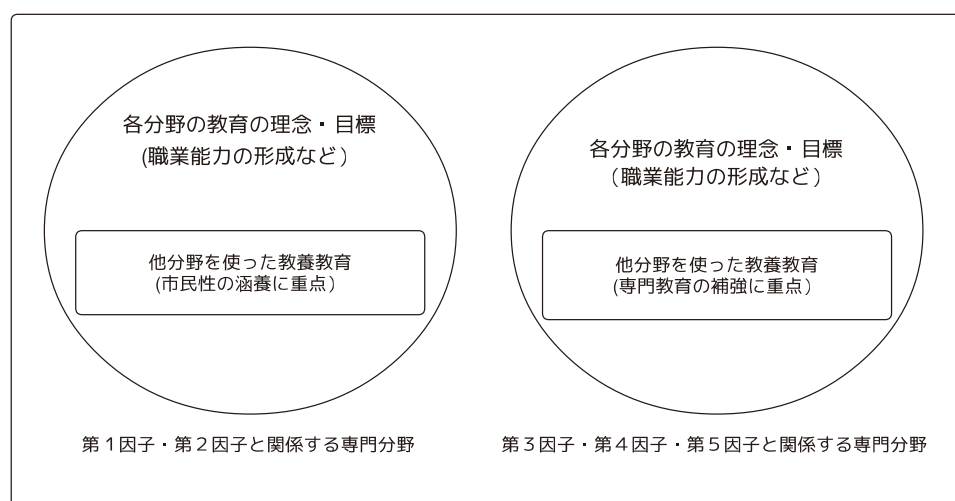 各分野の教育の理念・目標
(職業能力の形成など)
他分野を使った教養教育
(市民性の涵養に重点)
第1因子・第2因子と関係する専門分野
各分野の教育の理念・目標
(職業能力の形成など)
他分野を使った教養教育
(専門教育の補強に重点)
第3因子・第4因子・第5因子と関係する専門分野